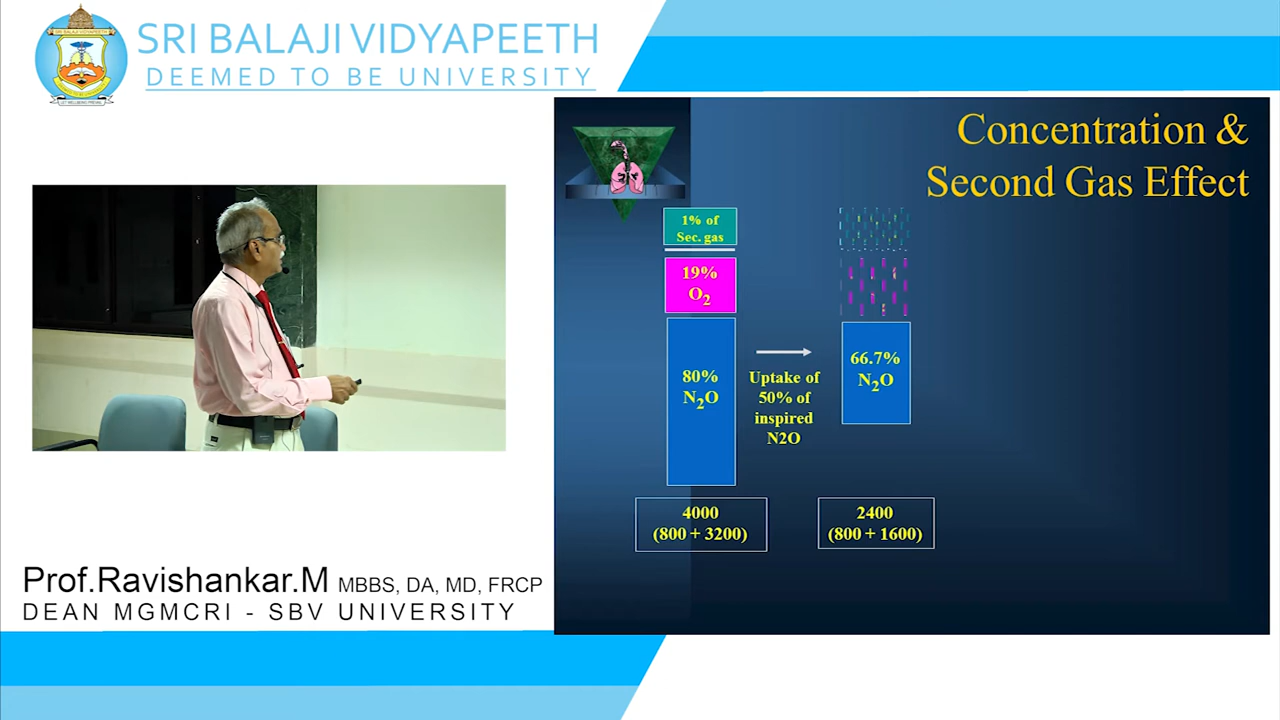 SRI BALAJI VIDYAPEETH
DEEMED TO BE UNIVERSITY
Concentration &
Second Gas Effect
1% of
Sec. gas
19%
O2
80%
N2O
Uptake of
50% of
inspired
N2O
66.7%
N2O
4000
(800 + 3200)
2400
(800 + 1600)
Prof.Ravishankar.M MBBS, DA, MD, FRCP
DEAN MGMCRI - SBV UNIVERSITY